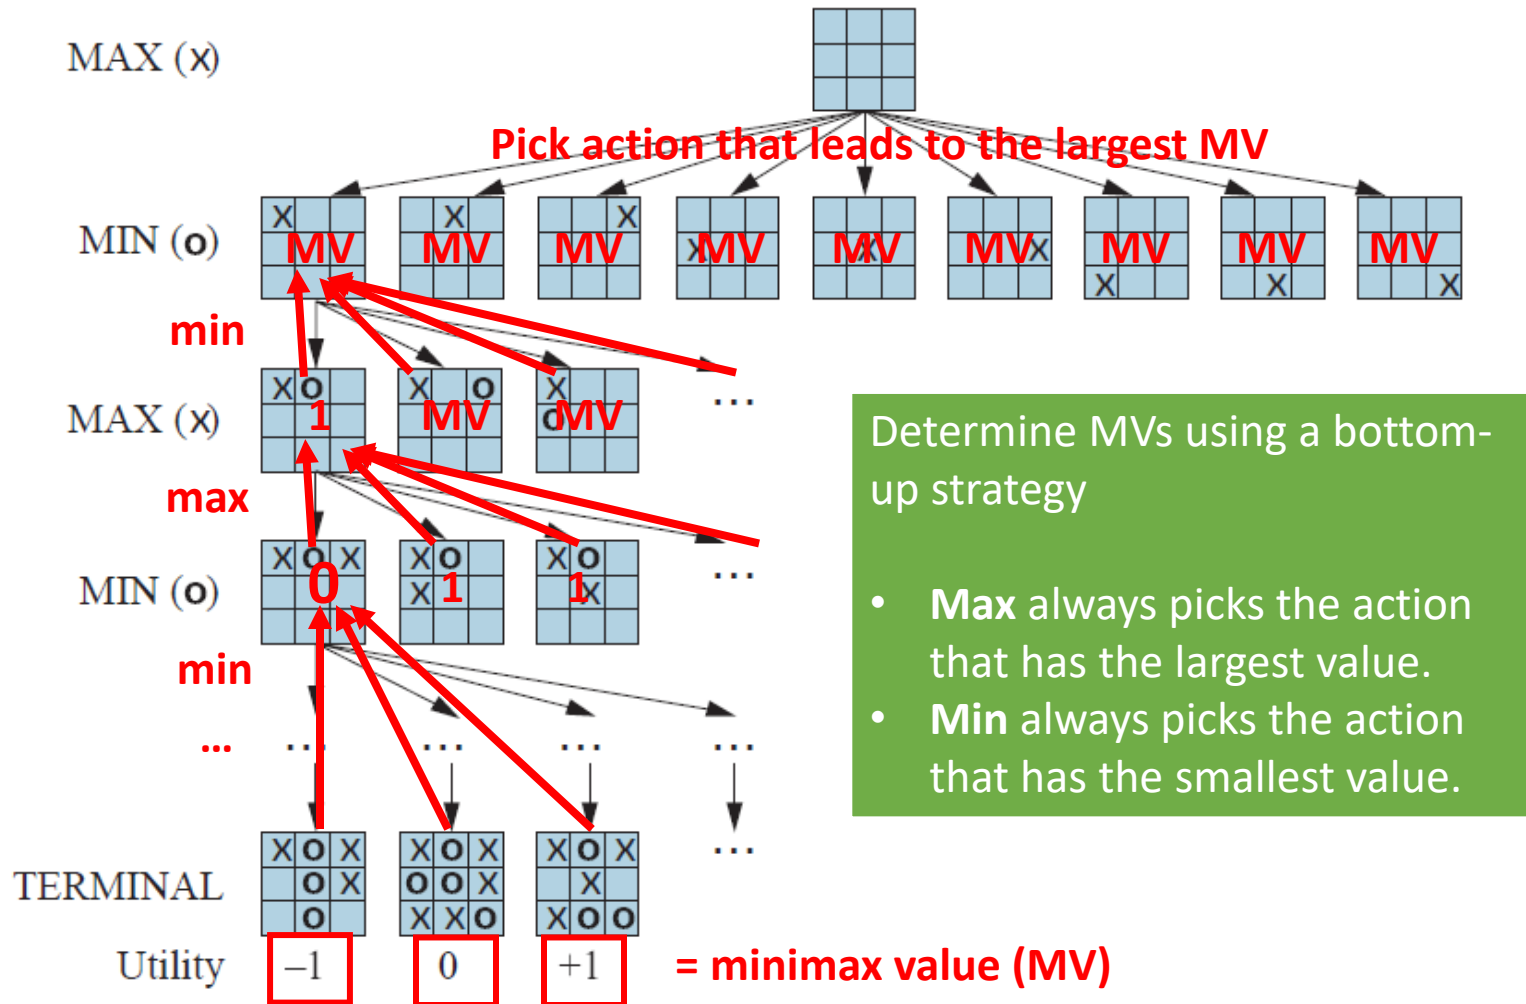 MAX (x)
Pick action that leads to the largest MV
MIN (o)
X X X X X X X X X
MV MV MV MV MV MV MV MV MV
min
MAX (x)
X O X O X
O
1 MV MV
...
max
MIN (o)
X O X X O X O
X X
0 1 1
...
min
... ... ... ... ...
TERMINAL
X O X X O X X O X
O X O O X X
O X X O X O O
...
Utility
–1 0 +1 = minimax value (MV)
Determine MVs using a bottom-
up strategy
• Max always picks the action
that has the largest value.
• Min always picks the action
that has the smallest value.